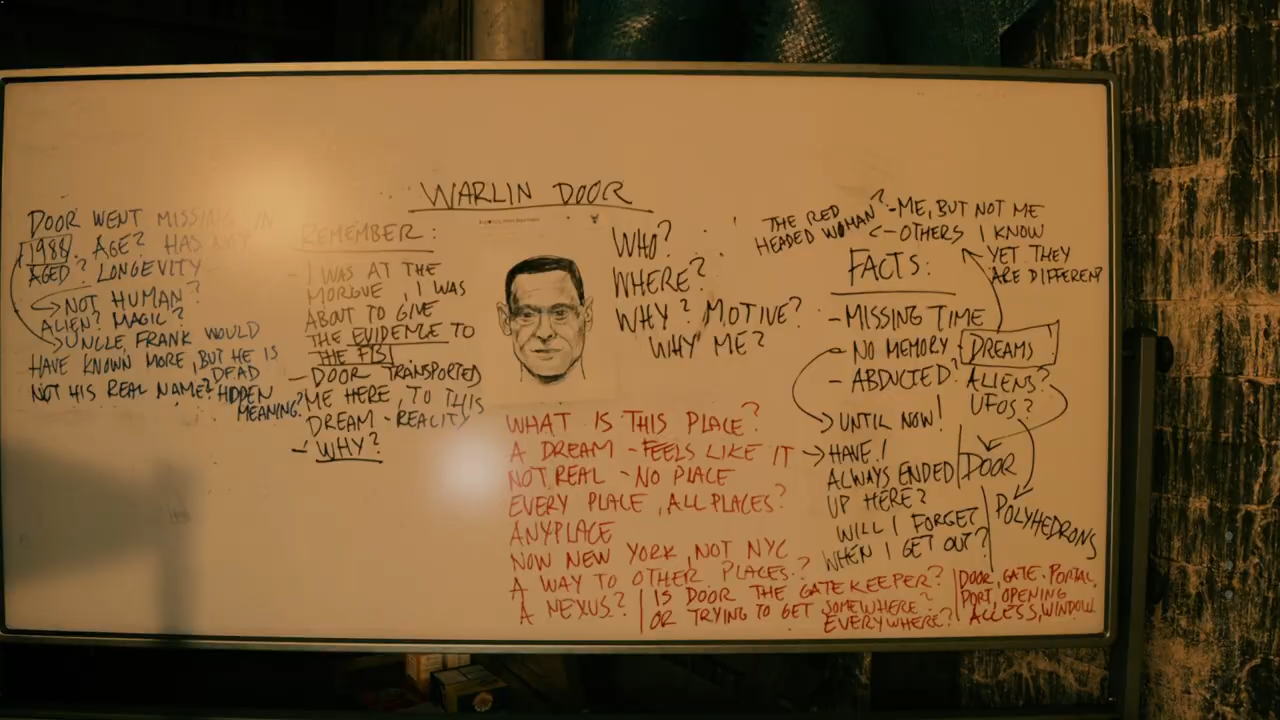 WARLIN DOOR
DOOR WENT MISSING IN
1988. AGE? HAS NOT
AGED? LONGEVITY
NOT HUMAN?
ALIEN? MAGIC?
UNCLE FRANK WOULD
HAVE KNOWN MORE, BUT HE IS
DEAD
NOT HIS REAL NAME? HIDDEN
MEANING?
REMEMBER:
- I WAS AT THE
MORGUE, I WAS
ABOUT TO GIVE
THE EVIDENCE TO
THE FBI
- DOOR TRANSPORTED
ME HERE, TO THIS
DREAM - REALITY
- WHY?
WHO?
WHERE?
WHY? MOTIVE?
WHY ME?
WHAT IS THIS PLACE?
A DREAM - FEELS LIKE IT
NOT REAL - NO PLACE
EVERY PLACE, ALL PLACES?
ANYPLACE
NOW NEW YORK, NOT NYC
A WAY TO OTHER PLACES?
A NEXUS?
IS DOOR THE GATEKEEPER?
OR TRYING TO GET SOMEWHERE?
EVERYWHERE?
THE RED
HEADED WOMAN?
- ME, BUT NOT ME
- OTHERS I KNOW
YET THEY
ARE DIFFERENT
FACTS:
- MISSING TIME
- NO MEMORY
- ABDUCTED?
UNTIL NOW!
DREAMS
ALIENS?
UFOS?
DOOR
POLYHEDRONS
HAVE I
ALWAYS ENDED
UP HERE?
WILL I FORGET
WHEN I GET OUT?
DOOR, GATE, PORTAL,
PORT, OPENING
ACCESS, WINDOW